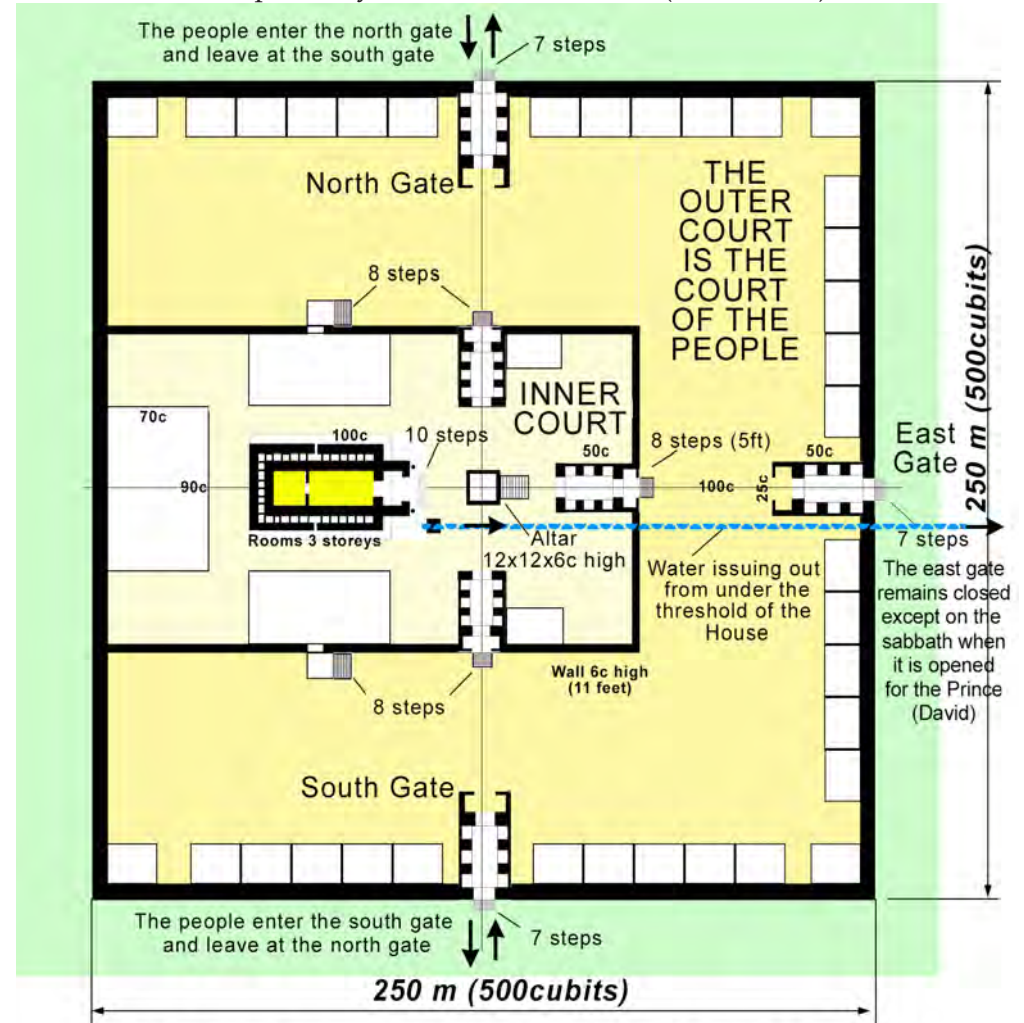 The people enter the north gate
and leave at the south gate
7 steps
North Gate
THE
OUTER
COURT
IS THE
COURT
OF THE
PEOPLE
8 steps
INNER
COURT
70c
90c
100c
10 steps
50c
8 steps (5ft)
100c
25c
50c
East
Gate
250 m (500cubits)
Rooms 3 storeys
Altar
12x12x6c high
Water issuing out
from under the
threshold of the
House
7 steps
The east gate
remains closed
except on the
sabbath when
it is opened
for the Prince
(David)
Wall 6c high
(11 feet)
8 steps
South Gate
The people enter the south gate
and leave at the north gate
7 steps
250 m (500cubits)